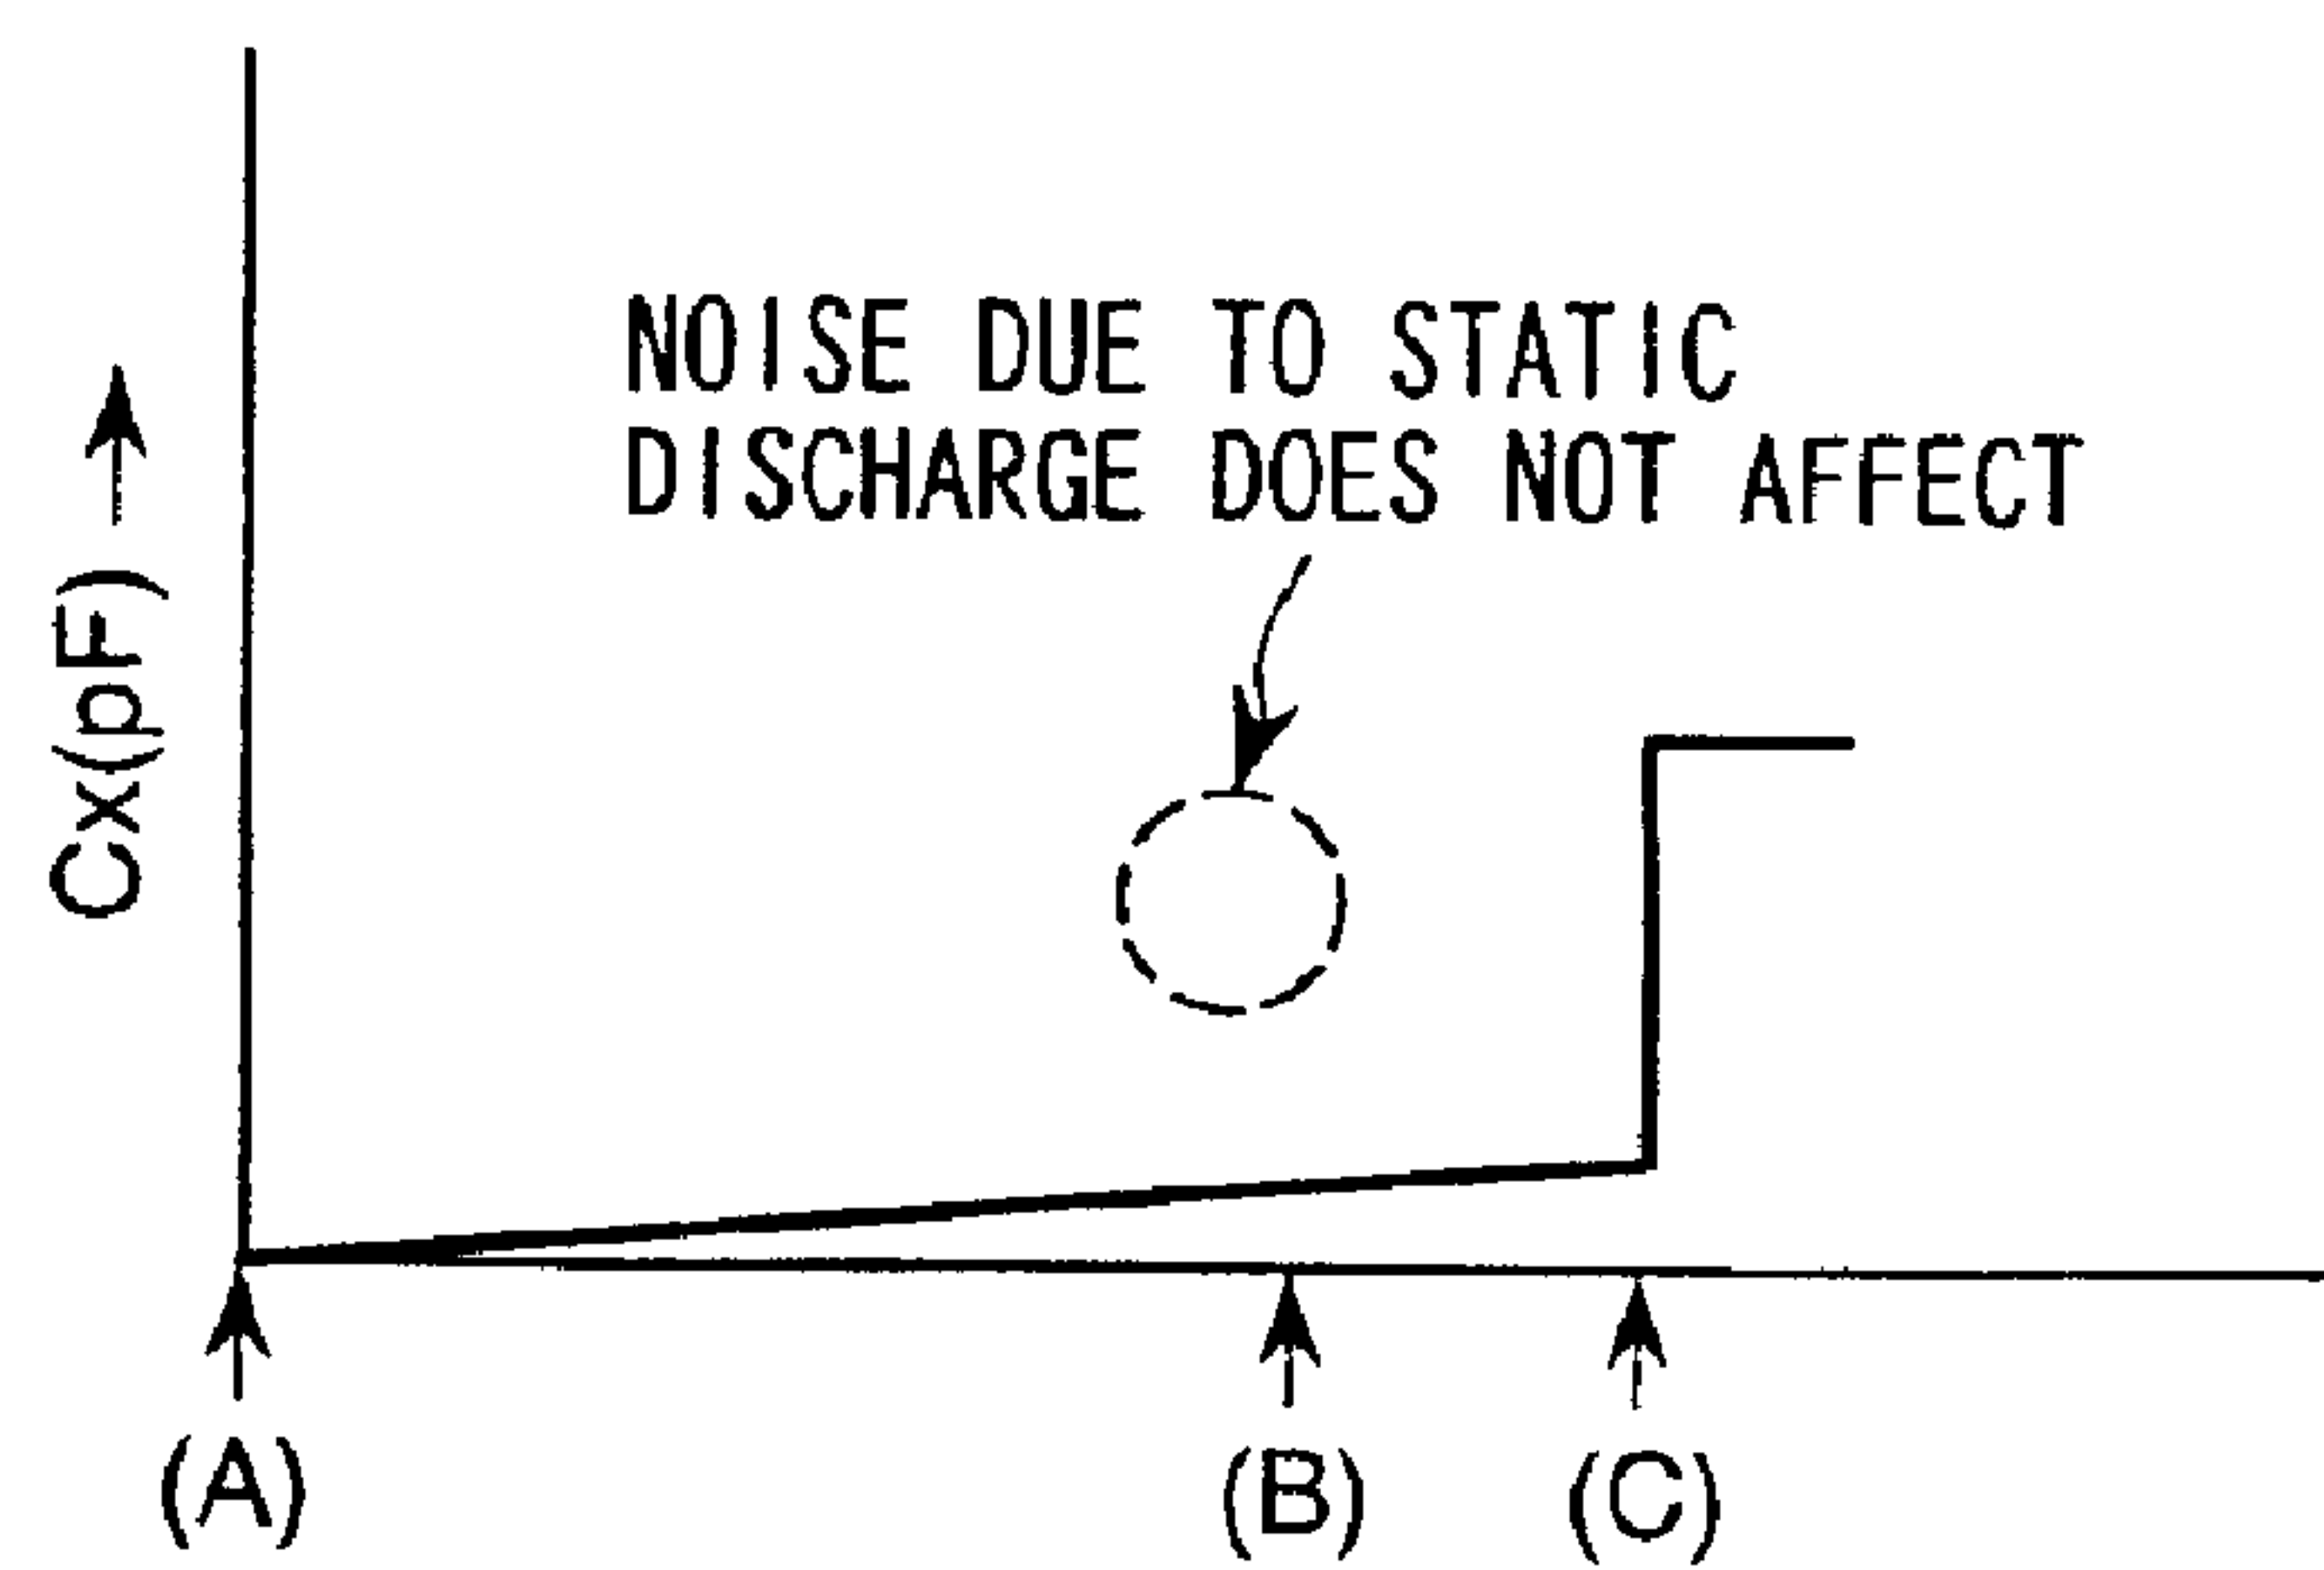 NOISE DUE TO STATIC
DISCHARGE DOES NOT AFFECT
Cx(pF)
(A)
(B)
(C)